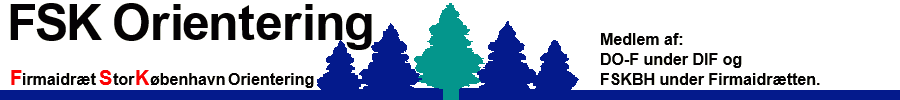 FSK Orientering
Firmaidræt StorKøbenhavn Orientering
Medlem af:
DO-F under DIF og
FSKBH under Firmaidrætten.